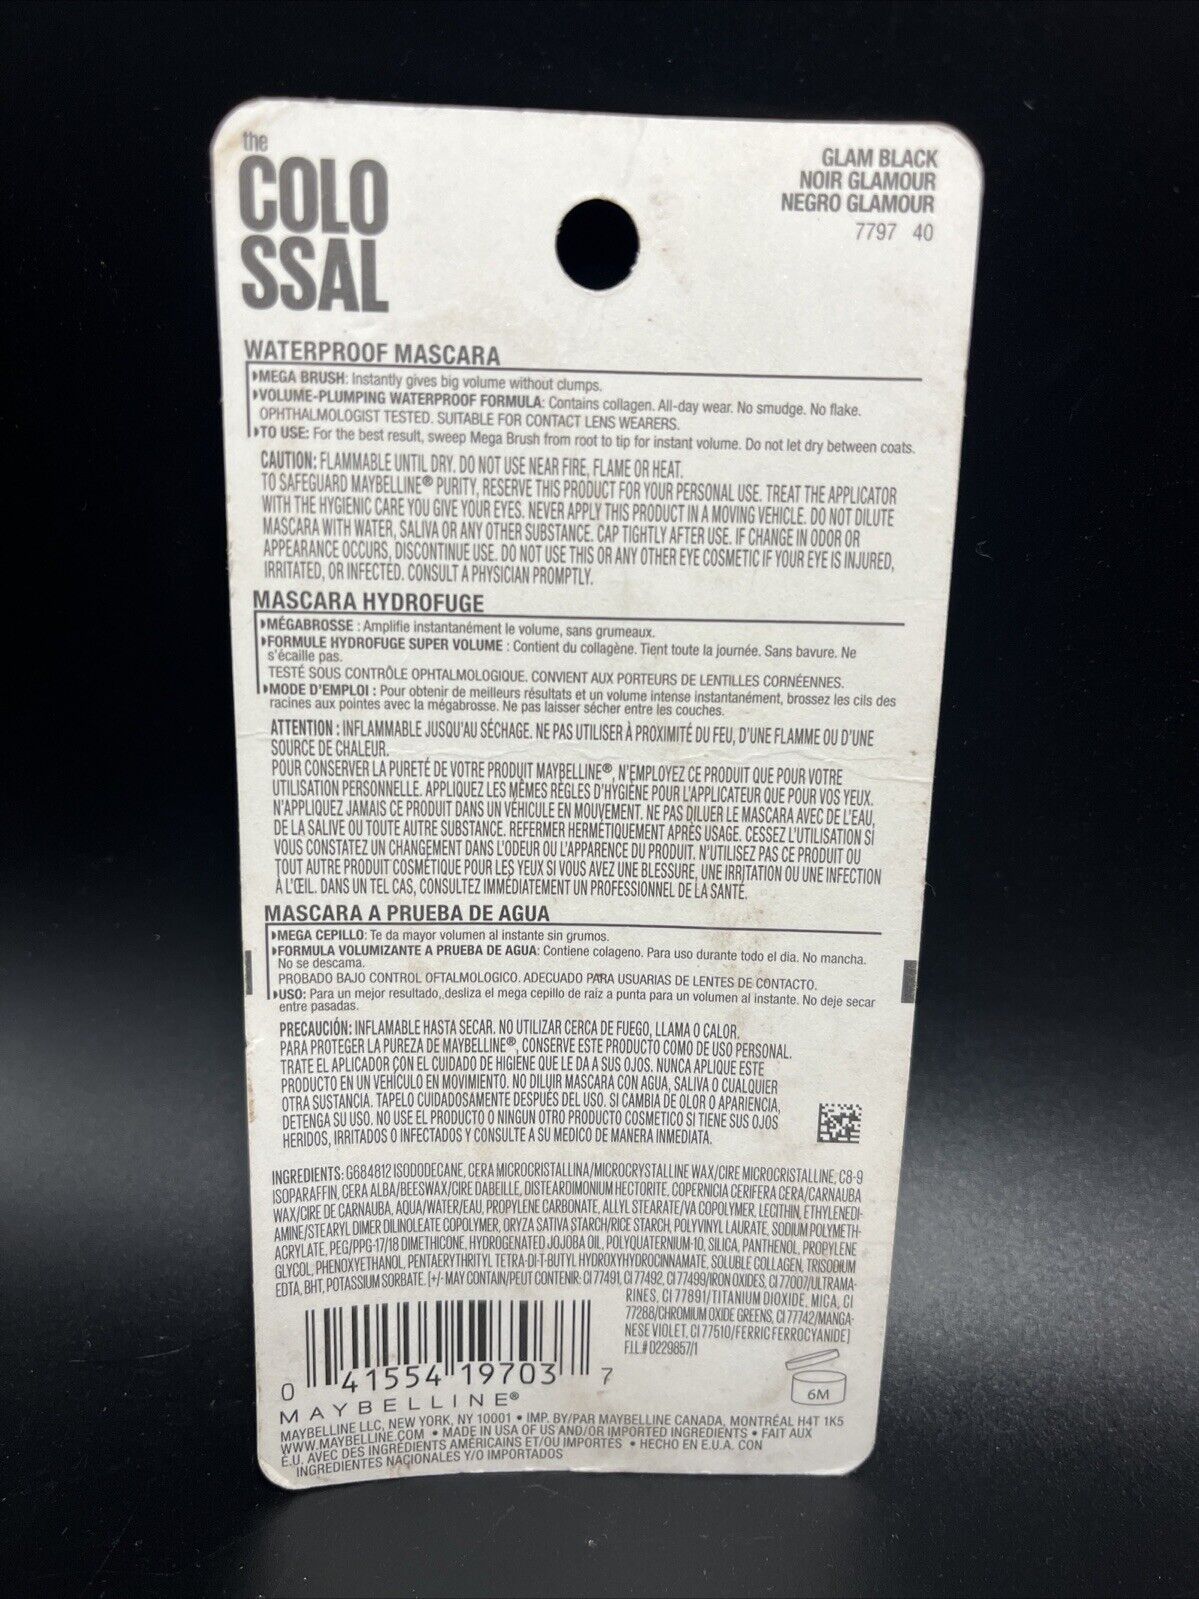 the
COLO
SSAL
GLAM BLACK
NOIR GLAMOUR
NEGRO GLAMOUR
7797 40
WATERPROOF MASCARA
MEGA BRUSH: Instantly gives big volume without clumps.
VOLUME-PLUMPING WATERPROOF FORMULA: Contains collagen. All-day wear. No smudge. No flake.
OPHTHALMOLOGIST TESTED. SUITABLE FOR CONTACT LENS WEARERS.
TO USE: For the best result, sweep Mega Brush from root to tip for instant volume. Do not let dry between coats.
CAUTION: FLAMMABLE UNTIL DRY. DO NOT USE NEAR FIRE, FLAME OR HEAT.
TO SAFEGUARD MAYBELLINE® PURITY, RESERVE THIS PRODUCT FOR YOUR PERSONAL USE. TREAT THE APPLICATOR
WITH THE HYGIENIC CARE YOU GIVE YOUR EYES. NEVER APPLY THIS PRODUCT IN A MOVING VEHICLE. DO NOT DILUTE
MASCARA WITH WATER, SALIVA OR ANY OTHER SUBSTANCE. CAP TIGHTLY AFTER USE. IF CHANGE IN ODOR OR
APPEARANCE OCCURS, DISCONTINUE USE. DO NOT USE THIS OR ANY OTHER EYE COSMETIC IF YOUR EYE IS INJURED,
IRRITATED, OR INFECTED. CONSULT A PHYSICIAN PROMPTLY.
MASCARA HYDROFUGE
MÉGABROSSE : Amplifie instantanément le volume, sans grumeaux.
FORMULE HYDROFUGE SUPER VOLUME : Contient du collagène. Tient toute la journée. Sans bavure. Ne
s'écaille pas.
TESTÉ SOUS CONTRÔLE OPHTALMOLOGIQUE. CONVIENT AUX PORTEURS DE LENTILLES CORNÉENNES.
MODE D'EMPLOI : Pour obtenir de meilleurs résultats et un volume intense instantanément, brossez les cils des
racines aux pointes avec la mégabrosse. Ne pas laisser sécher entre les couches.
ATTENTION : INFLAMMABLE JUSQU'AU SÉCHAGE. NE PAS UTILISER À PROXIMITÉ DU FEU, D'UNE FLAMME OU D'UNE
SOURCE DE CHALEUR.
POUR CONSERVER LA PURETÉ DE VOTRE PRODUIT MAYBELLINE®, N'EMPLOYEZ CE PRODUIT QUE POUR VOTRE
UTILISATION PERSONNELLE. APPLIQUEZ LES MÊMES RÈGLES D'HYGIÈNE POUR L'APPLICATEUR QUE POUR VOS YEUX.
N'APPLIQUEZ JAMAIS CE PRODUIT DANS UN VÉHICULE EN MOUVEMENT. NE PAS DILUER LE MASCARA AVEC DE L'EAU,
DE LA SALIVE OU TOUTE AUTRE SUBSTANCE. REFERMER HERMÉTIQUEMENT APRÈS USAGE. CESSEZ L'UTILISATION SI
VOUS CONSTATEZ UN CHANGEMENT DANS L'ODEUR OU L'APPARENCE DU PRODUIT. N'UTILISEZ PAS CE PRODUIT OU
TOUT AUTRE PRODUIT COSMÉTIQUE POUR LES YEUX SI VOUS AVEZ UNE BLESSURE, UNE IRRITATION OU UNE INFECTION
À L'ŒIL. DANS UN TEL CAS, CONSULTEZ IMMÉDIATEMENT UN PROFESSIONNEL DE LA SANTÉ.
MASCARA A PRUEBA DE AGUA
MEGA CEPILLO: Te da mayor volumen al instante sin grumos.
FORMULA VOLUMIZANTE A PRUEBA DE AGUA: Contiene colageno. Para uso durante todo el dia. No mancha.
No se descama.
PROBADO BAJO CONTROL OFTALMOLOGICO. ADECUADO PARA USUARIAS DE LENTES DE CONTACTO.
USO: Para un mejor resultado, desliza el mega cepillo de raíz a punta para un volumen al instante. No deje secar
entre pasadas.
PRECAUCIÓN: INFLAMABLE HASTA SECAR. NO UTILIZAR CERCA DE FUEGO, LLAMA O CALOR.
PARA PROTEGER LA PUREZA DE MAYBELLINE®, CONSERVE ESTE PRODUCTO COMO DE USO PERSONAL.
TRATE EL APLICADOR CON EL CUIDADO DE HIGIENE QUE LE DA A SUS OJOS. NUNCA APLIQUE ESTE
PRODUCTO EN UN VEHÍCULO EN MOVIMIENTO. NO DILUIR MASCARA CON AGUA, SALIVA O CUALQUIER
OTRA SUSTANCIA. TAPELO CUIDADOSAMENTE DESPUÉS DEL USO. SI CAMBIA DE OLOR O APARIENCIA,
DETENGA SU USO. NO USE EL PRODUCTO O NINGUN OTRO PRODUCTO COSMETICO SI TIENE SUS OJOS
HERIDOS, IRRITADOS O INFECTADOS Y CONSULTE A SU MEDICO DE MANERA INMEDIATA.
INGREDIENTS: G684812 ISODODECANE, CERA MICROCRISTALLINA/MICROCRYSTALLINE WAX/CIRE MICROCRISTALLINE, C8-9
ISOPARAFFIN, CERA ALBA/BEESWAX/CIRE DABEILLE, DISTEARDIMONIUM HECTORITE, COPERNICIA CERIFERA CERA/CARNAUBA
WAX/CIRE DE CARNAUBA, AQUA/WATER/EAU, PROPYLENE CARBONATE, ALLYL STEARATE/VA COPOLYMER, LECITHIN, ETHYLENEDI-
AMINE/STEARYL DIMER DILINOLEATE COPOLYMER, ORYZA SATIVA STARCH/RICE STARCH, POLYVINYL LAURATE, SODIUM POLYMETH-
ACRYLATE, PEG/PPG-17/18 DIMETHICONE, HYDROGENATED JOJOBA OIL, POLYQUATERNIUM-10, SILICA, PANTHENOL, PROPYLENE
GLYCOL, PHENOXYETHANOL, PENTAERYTHRITYL TETRA-DI-T-BUTYL HYDROXYHYDROCINNAMATE, SOLUBLE COLLAGEN, TRISODIUM
EDTA, BHT, POTASSIUM SORBATE. [+/- MAY CONTAIN/PEUT CONTENIR: CI 77491, CI 77492, CI 77499/IRON OXIDES, CI 77007/ULTRAMA-
RINES, CI 77891/TITANIUM DIOXIDE, MICA, CI
77288/CHROMIUM OXIDE GREENS, CI 77742/MANGA-
NESE VIOLET, CI 77510/FERRIC FERROCYANIDE]
F.I.L.# D229857/1
0 41554 19703 7
6M
MAYBELLINE®
MAYBELLINE LLC, NEW YORK, NY 10001 • IMP. BY/PAR MAYBELLINE CANADA, MONTRÉAL H4T 1K5
WWW.MAYBELLINE.COM • MADE IN USA OF US AND/OR IMPORTED INGREDIENTS • FAIT AUX
É.U. AVEC DES INGRÉDIENTS AMÉRICAINS ET/OU IMPORTÉS • HECHO EN E.U.A. CON
INGREDIENTES NACIONALES Y/O IMPORTADOS